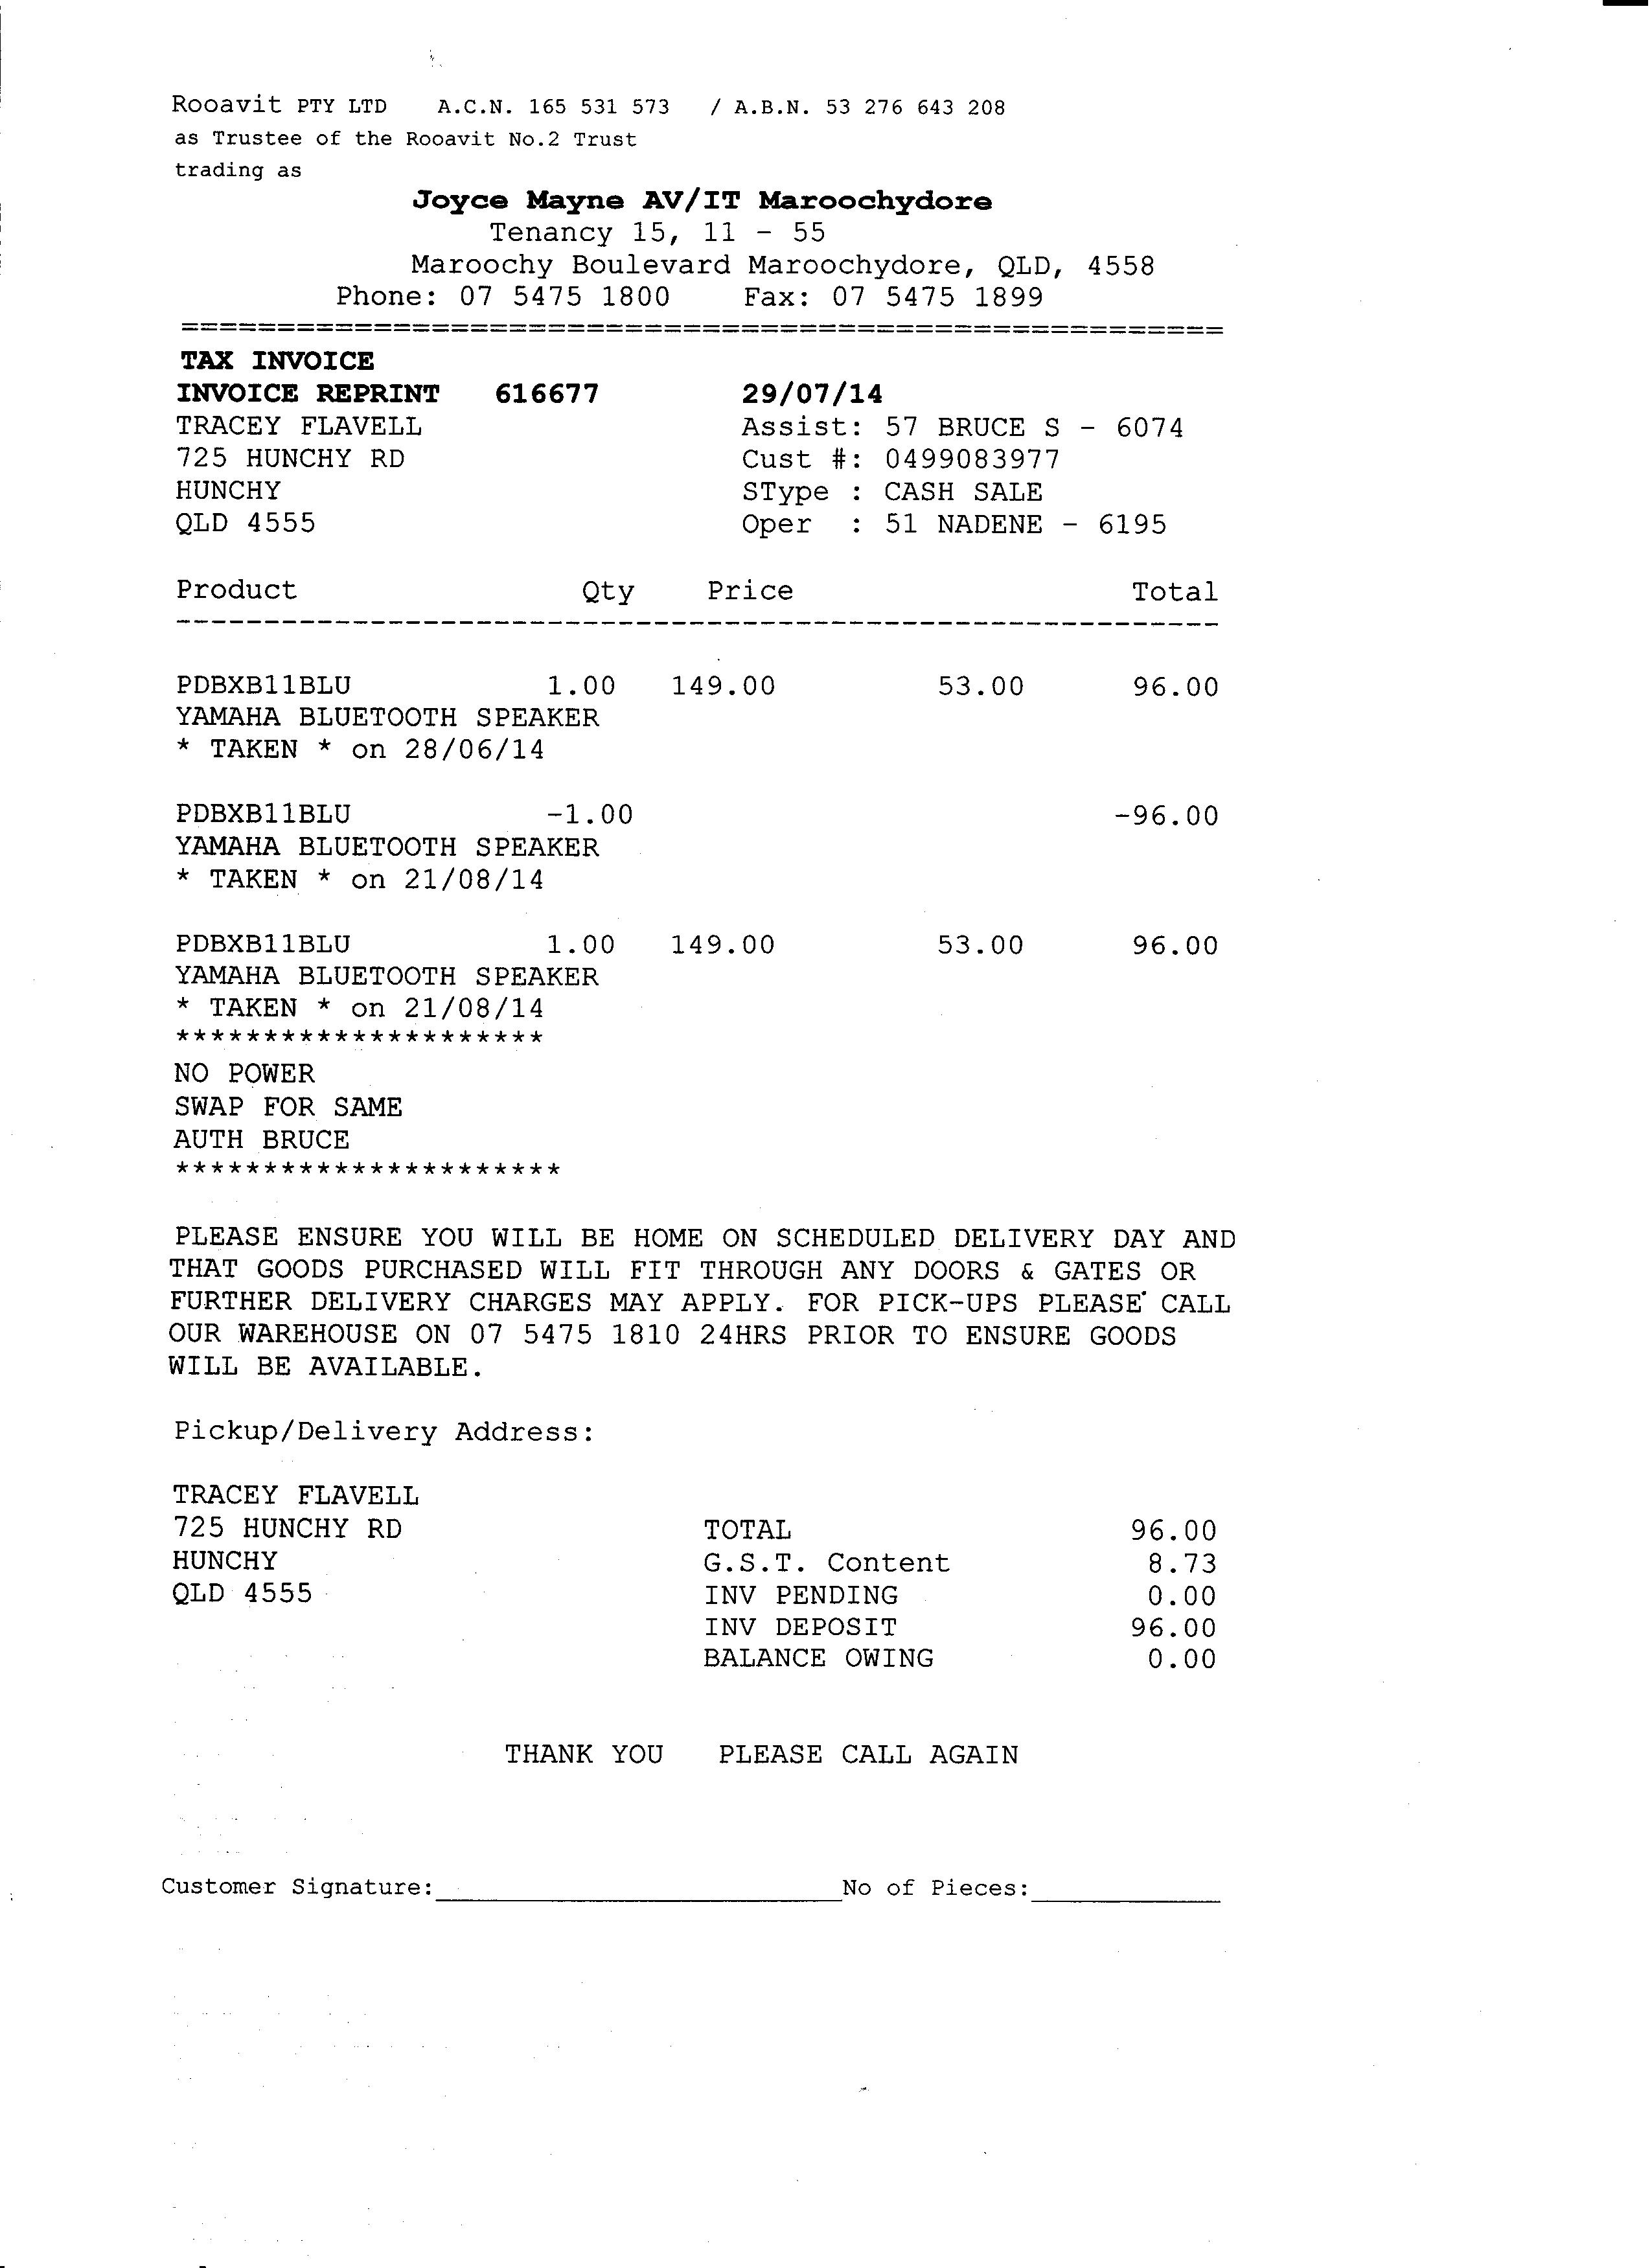 Rooavit PTY LTD A.C.N. 165 531 573 / A.B.N. 53 276 643 208
as Trustee of the Rooavit No.2 Trust
trading as
Joyce Mayne AV/IT Maroochydore
Tenancy 15, 11 - 55
Maroochy Boulevard Maroochydore, QLD, 4558
Phone: 07 5475 1800 Fax: 07 5475 1899
===========================================================
TAX INVOICE
INVOICE REPRINT 616677 29/07/14
TRACEY FLAVELL Assist: 57 BRUCE S - 6074
725 HUNCHY RD Cust #: 0499083977
HUNCHY SType : CASH SALE
QLD 4555 Oper : 51 NADENE - 6195
Product Qty Price Total
-----------------------------------------------------------
PDBXB11BLU 1.00 149.00 53.00 96.00
YAMAHA BLUETOOTH SPEAKER
* TAKEN * on 28/06/14
PDBXB11BLU -1.00 -96.00
YAMAHA BLUETOOTH SPEAKER
* TAKEN * on 21/08/14
PDBXB11BLU 1.00 149.00 53.00 96.00
YAMAHA BLUETOOTH SPEAKER
* TAKEN * on 21/08/14
*********************
NO POWER
SWAP FOR SAME
AUTH BRUCE
**********************
PLEASE ENSURE YOU WILL BE HOME ON SCHEDULED DELIVERY DAY AND
THAT GOODS PURCHASED WILL FIT THROUGH ANY DOORS & GATES OR
FURTHER DELIVERY CHARGES MAY APPLY. FOR PICK-UPS PLEASE CALL
OUR WAREHOUSE ON 07 5475 1810 24HRS PRIOR TO ENSURE GOODS
WILL BE AVAILABLE.
Pickup/Delivery Address:
TRACEY FLAVELL
725 HUNCHY RD TOTAL 96.00
HUNCHY G.S.T. Content 8.73
QLD 4555 INV PENDING 0.00
INV DEPOSIT 96.00
BALANCE OWING 0.00
THANK YOU PLEASE CALL AGAIN
Customer Signature:_______________________No of Pieces:___________